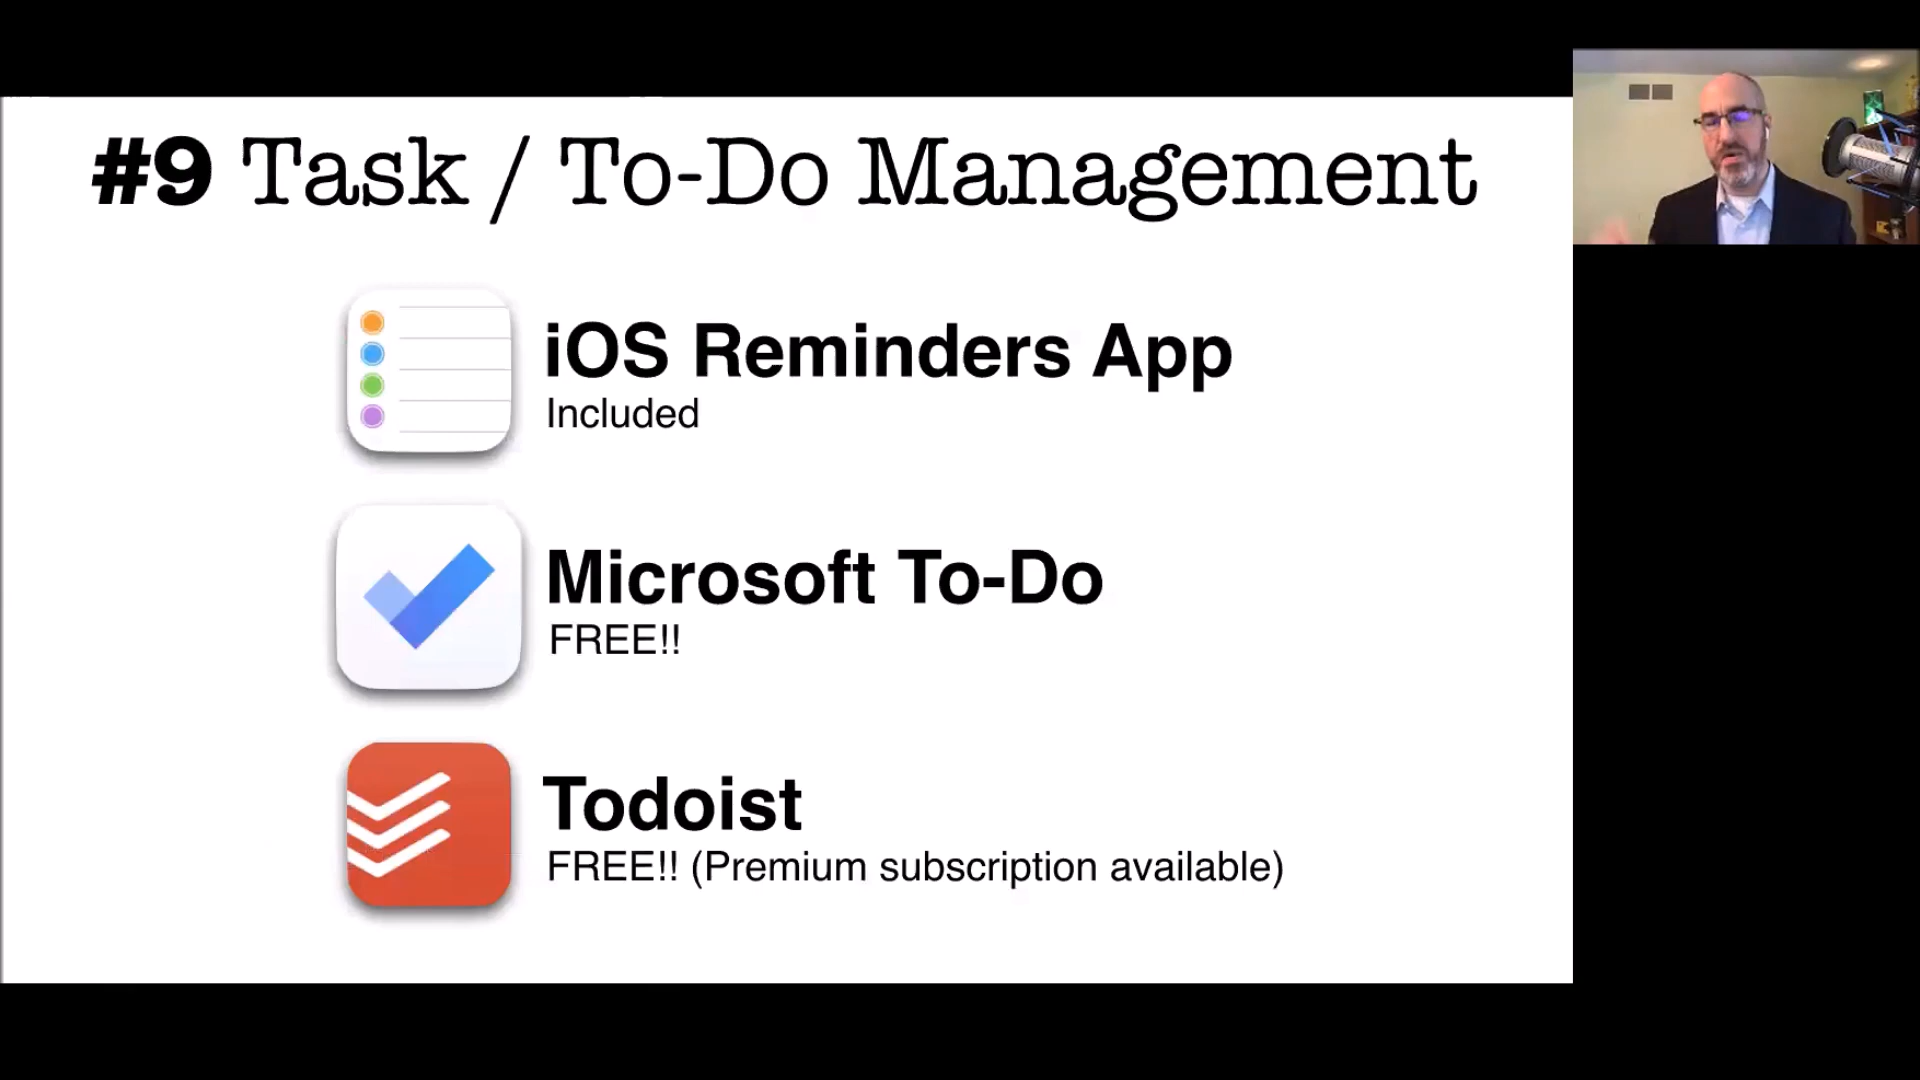 #9 Task / To-Do Management
iOS Reminders App
Included
Microsoft To-Do
FREE!!
Todoist
FREE!! (Premium subscription available)